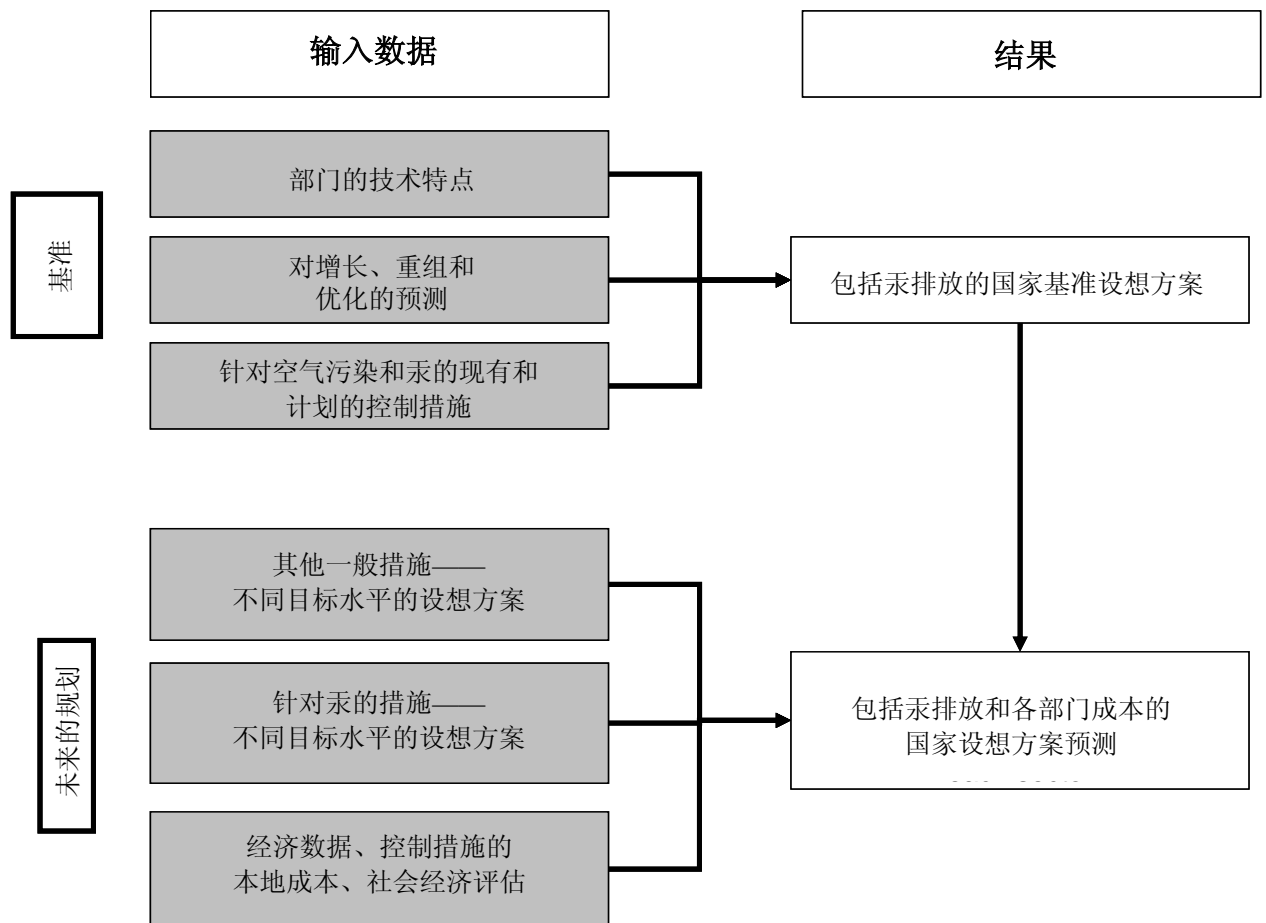 输入数据
结果
基准
部门的技术特点
对增长、重组和
优化的预测
针对空气污染和汞的现有和
计划的控制措施
包括汞排放的国家基准设想方案
未来的规划
其他一般措施——
不同目标水平的设想方案
针对汞的措施——
不同目标水平的设想方案
经济数据、控制措施的
本地成本、社会经济评估
包括汞排放和各部门成本的
国家设想方案预测